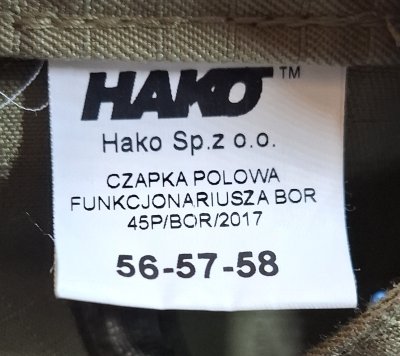 HAKO™
Hako Sp.z o.o.
CZAPKA POLOWA
FUNKCJONARIUSZA BOR
45P/BOR/2017
56-57-58